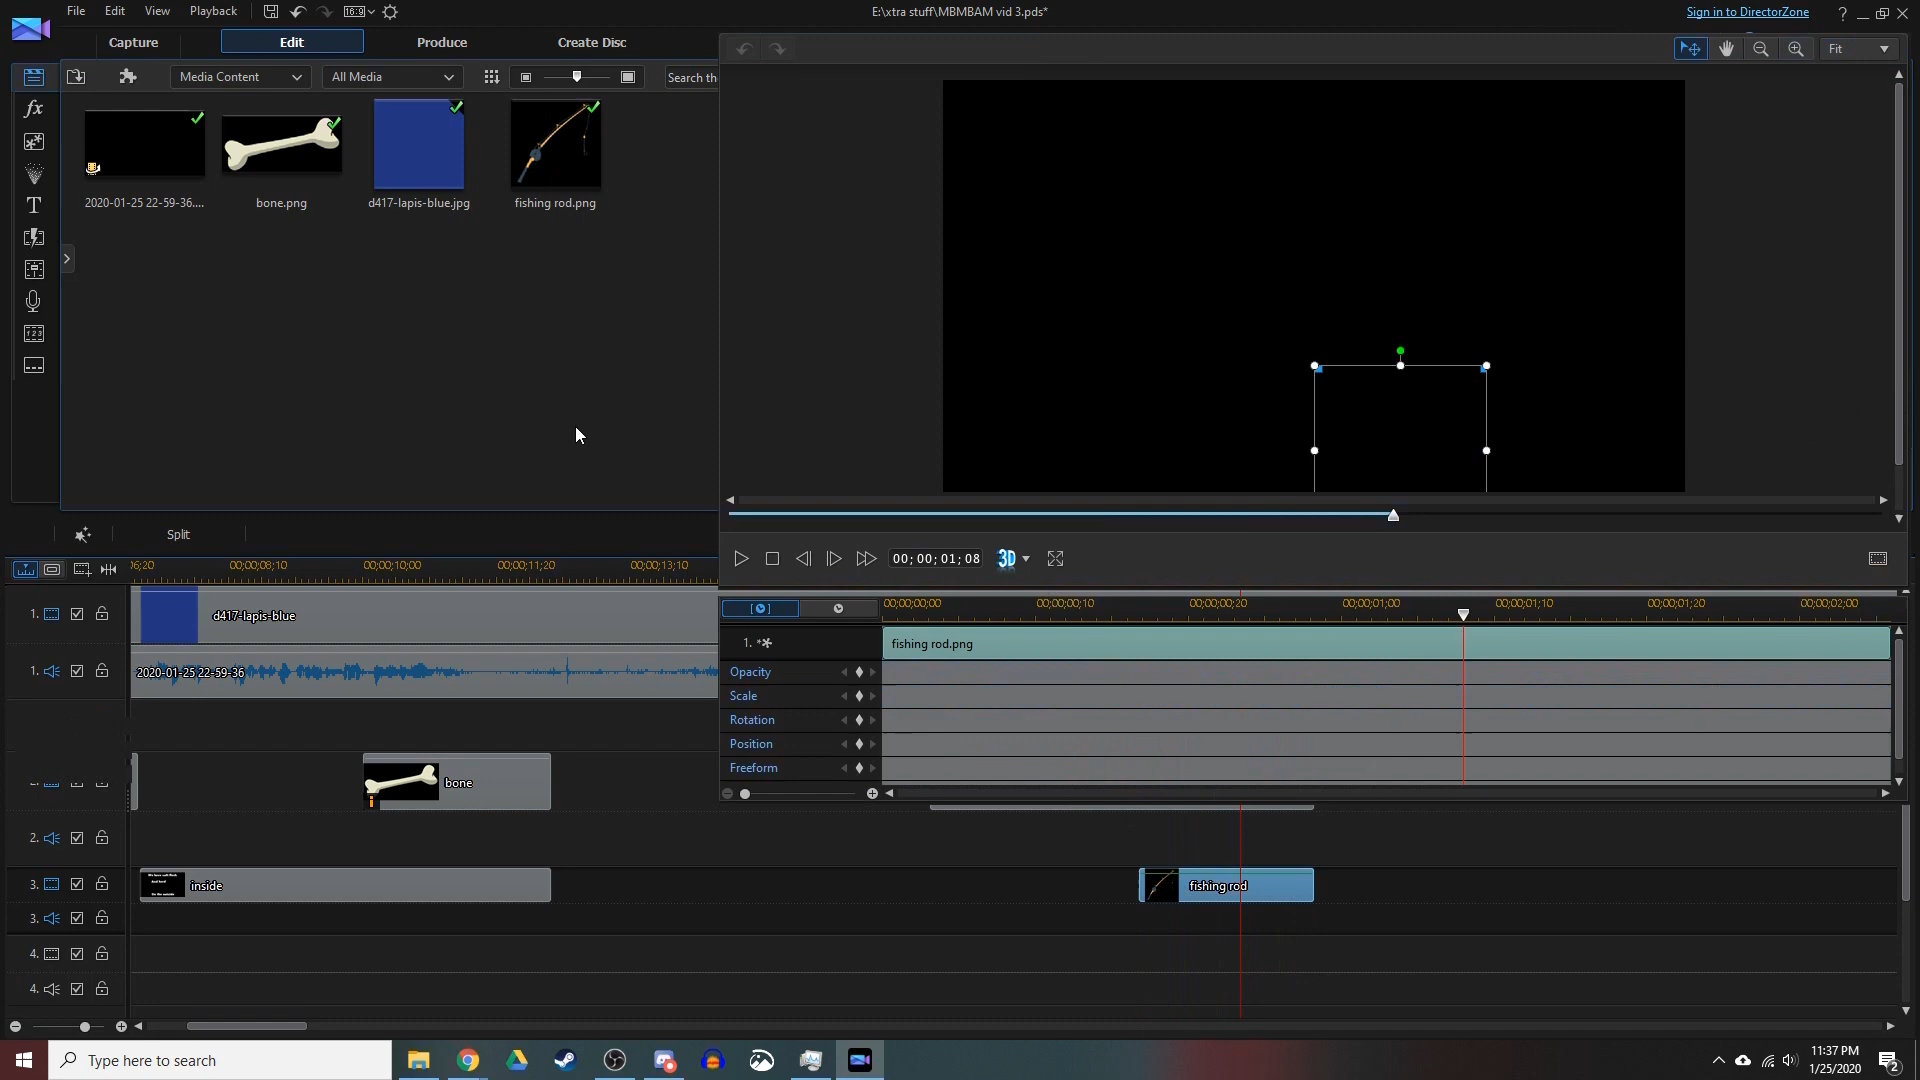 File Edit View Playback 16:9 E:\xtra stuff\MBMBAM vid 3.pds* Sign in to DirectorZone ?
Capture Edit Produce Create Disc
Fit
Media Content All Media Search th
fx
T
2020-01-25 22-59-36.... bone.png d417-lapis-blue.jpg fishing rod.png
Split
00;00;01;08 3D
06;20 00;00;08;10 00;00;10;00 00;00;11;20 00;00;13;10
00;00;00;00 00;00;00;10 00;00;00;20 00;00;01;00 00;00;01;10 00;00;01;20 00;00;02;00
1. d417-lapis-blue
1. fishing rod.png
1. 2020-01-25 22-59-36
Opacity
Scale
Rotation
Position
Freeform
bone
2.
3. inside fishing rod
3.
4.
4.
Type here to search
11:37 PM
1/25/2020
2